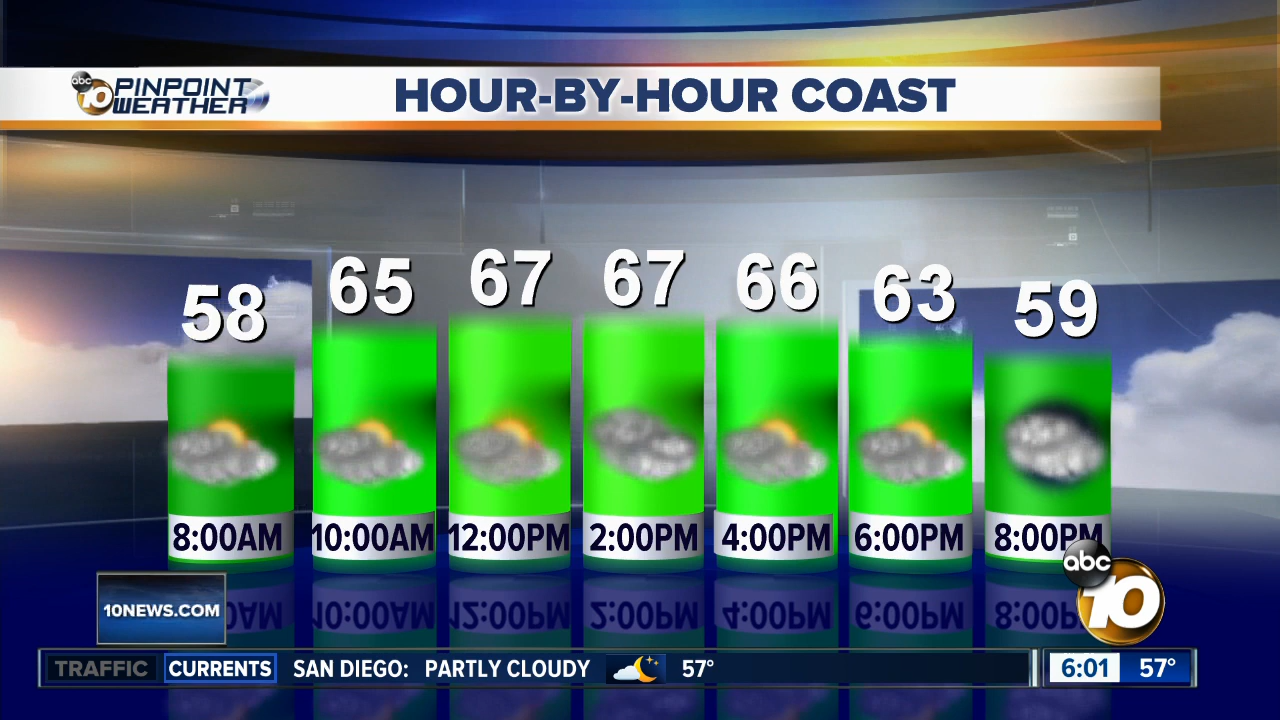 abc 10 PINPOINT WEATHER
HOUR-BY-HOUR COAST
58 65 67 67 66 63 59
8:00AM 10:00AM 12:00PM 2:00PM 4:00PM 6:00PM 8:00PM
abc 10
10NEWS.COM
TRAFFIC CURRENTS SAN DIEGO: PARTLY CLOUDY 57° 6:01 57°